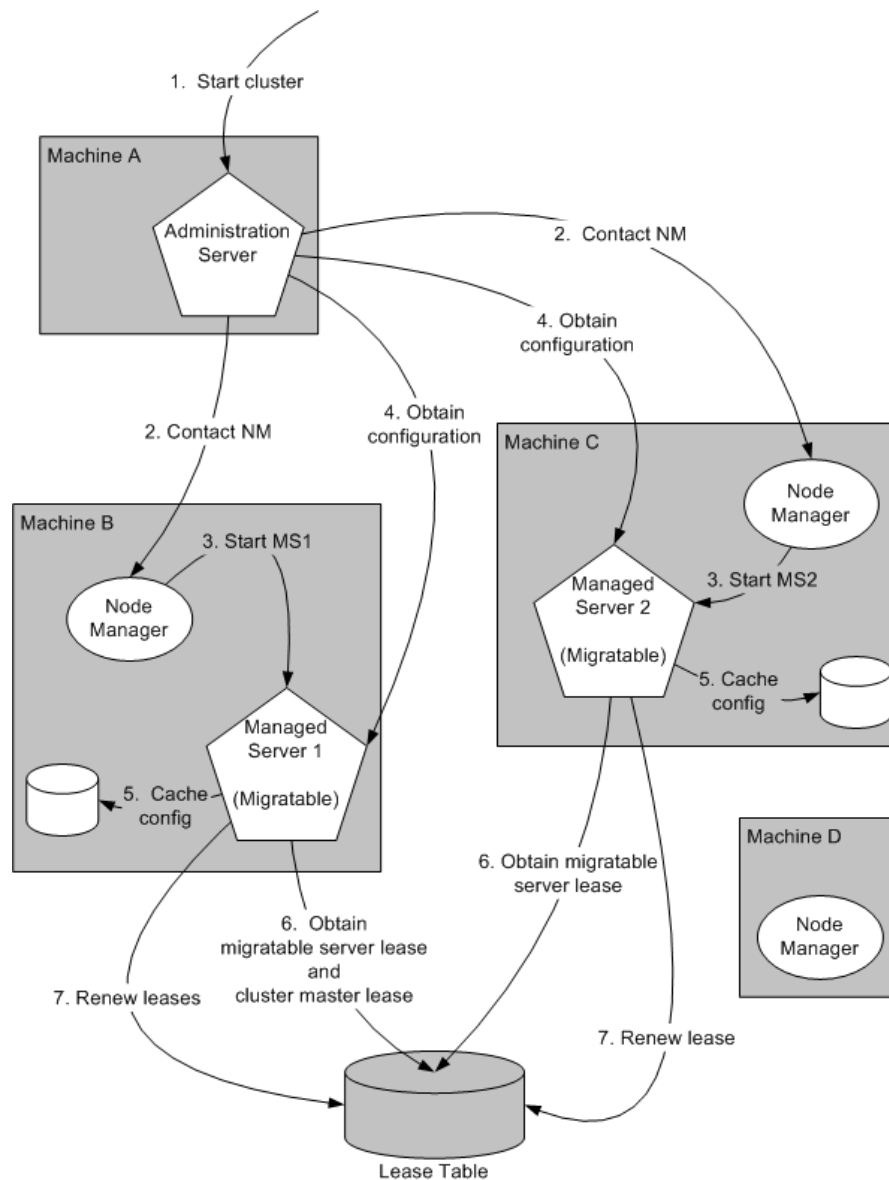 1. Start cluster
Machine A
Administration
Server
2. Contact NM
4. Obtain
configuration
2. Contact NM
4. Obtain
configuration
Machine C
Node
Manager
3. Start MS2
Managed
Server 2
(Migratable)
5. Cache
config
Machine B
3. Start MS1
Node
Manager
Managed
Server 1
(Migratable)
5. Cache
config
Machine D
Node
Manager
6. Obtain migratable
server lease
6. Obtain
migratable server lease
and
cluster master lease
7. Renew leases
7. Renew lease
Lease Table